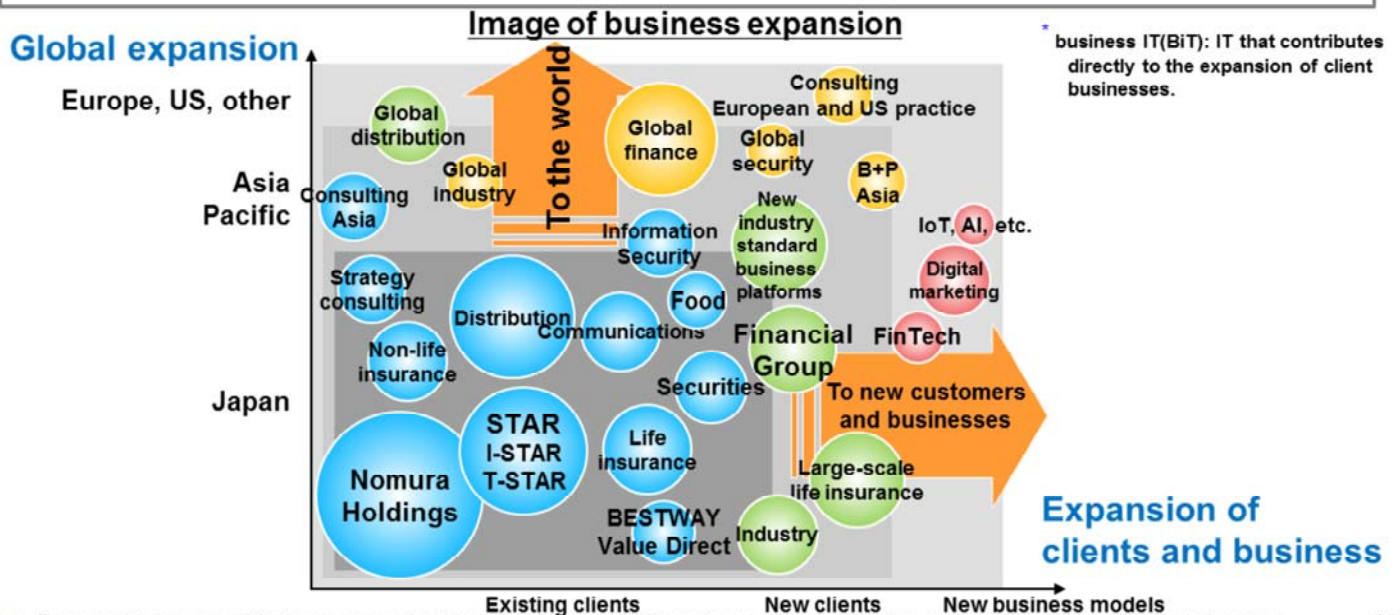 Image of business expansion
Global expansion
* business IT(BiT): IT that contributes
directly to the expansion of client
businesses.
Europe, US, other
Asia
Pacific
Japan
To the world
Global
distribution
Global
industry
Consulting
Asia
Global
finance
Consulting
European and US practice
Global
security
B+P
Asia
New
industry
standard
business
platforms
IoT, AI, etc.
Digital
marketing
FinTech
Information
Security
Strategy
consulting
Distribution
Communications
Food
Financial
Group
Non-life
insurance
Securities
To new customers
and businesses
STAR
I-STAR
T-STAR
Life
insurance
Nomura
Holdings
Large-scale
life insurance
BESTWAY
Value Direct
Industry
Expansion of
clients and business
Existing clients
New clients
New business models